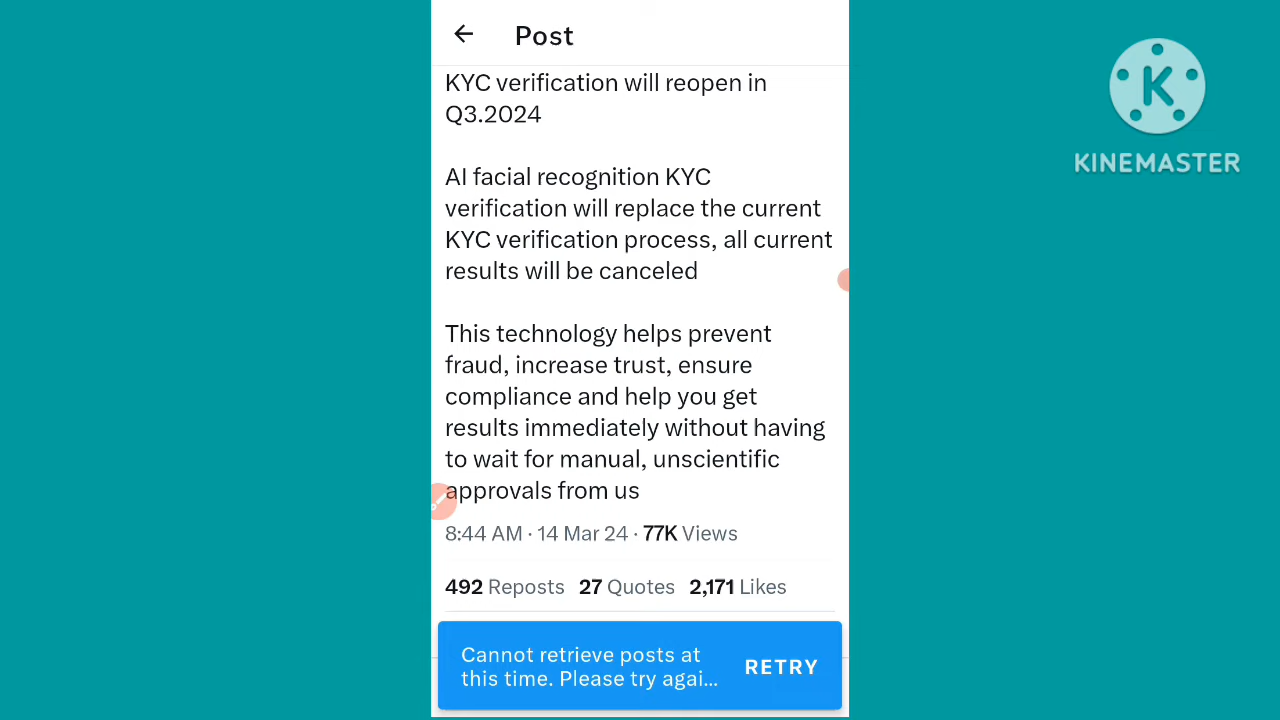 Post
KYC verification will reopen in
Q3.2024
AI facial recognition KYC
verification will replace the current
KYC verification process, all current
results will be canceled
This technology helps prevent
fraud, increase trust, ensure
compliance and help you get
results immediately without having
to wait for manual, unscientific
approvals from us
8:44 AM · 14 Mar 24 · 77K Views
492 Reposts 27 Quotes 2,171 Likes
Cannot retrieve posts at
this time. Please try agai...
RETRY
K
KINEMASTER